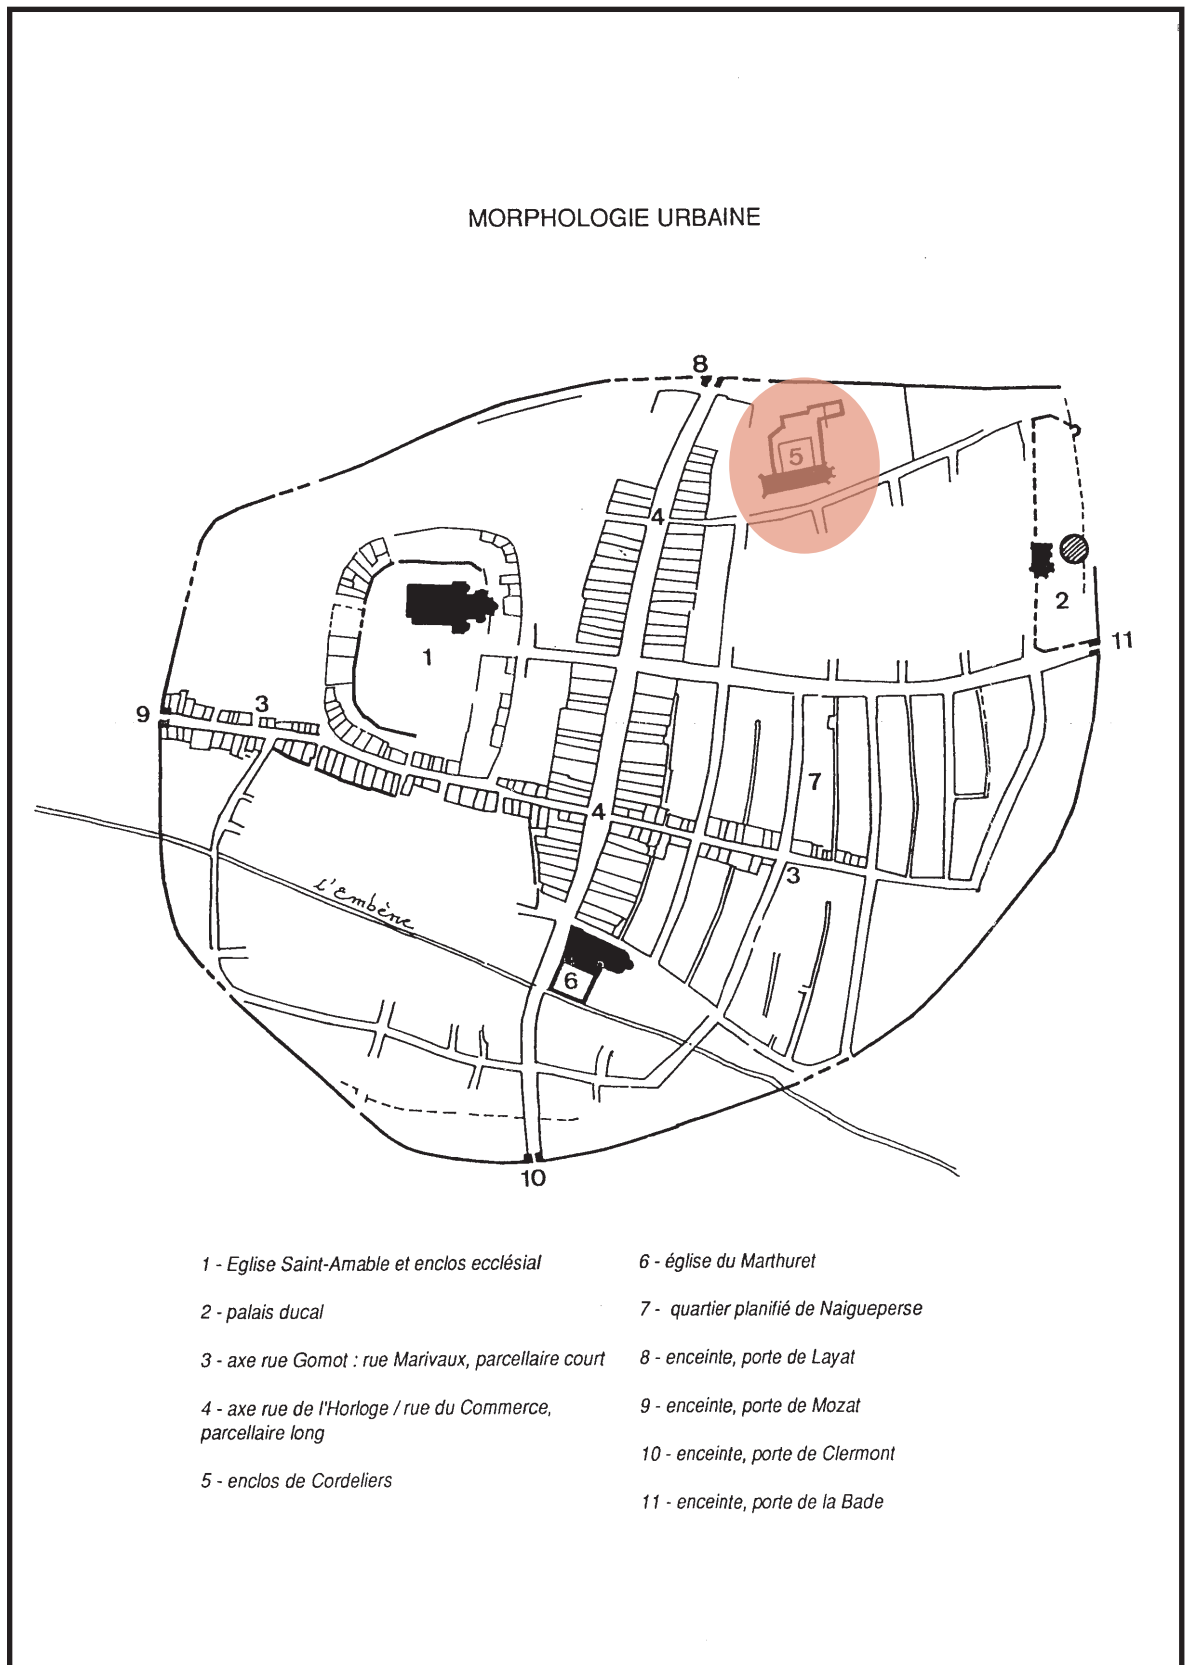 MORPHOLOGIE URBAINE
8
5
4
2
11
1
3
9
7
4
3
L'Embène
6
10
1 - Eglise Saint-Amable et enclos ecclésial
2 - palais ducal
3 - axe rue Gomot : rue Marivaux, parcellaire court
4 - axe rue de l'Horloge / rue du Commerce,
parcellaire long
5 - enclos de Cordeliers
6 - église du Marthuret
7 - quartier planifié de Naigueperse
8 - enceinte, porte de Layat
9 - enceinte, porte de Mozat
10 - enceinte, porte de Clermont
11 - enceinte, porte de la Bade